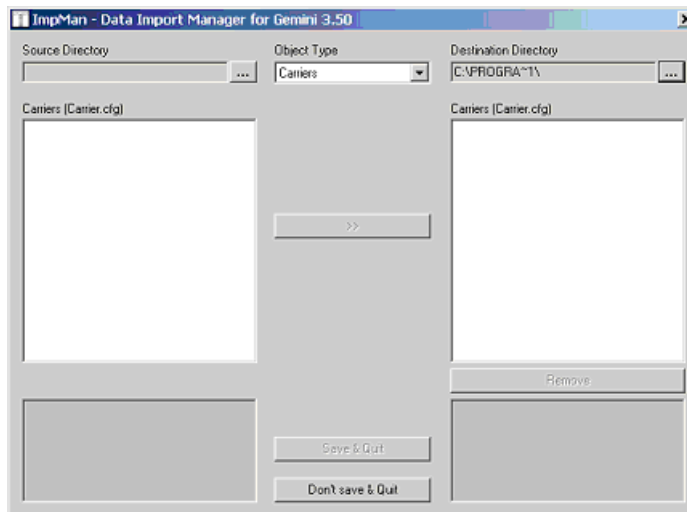 ImpMan - Data Import Manager for Gemini 3.50
Source Directory
...
Object Type
Carriers
Destination Directory
C:\PROGRA~1\
...
Carriers (Carrier.cfg)
Carriers (Carrier.cfg)
>>
Remove
Save & Quit
Don't save & Quit